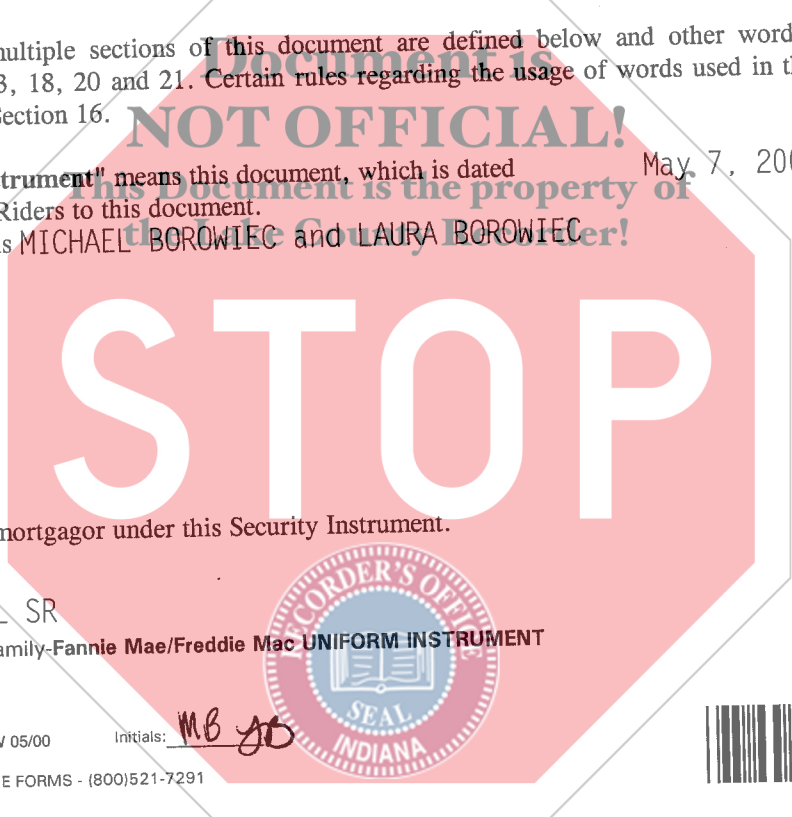 multiple sections of this document are defined below and other word
3, 18, 20 and 21. Certain rules regarding the usage of words used in th
Section 16.
Document is
NOT OFFICIAL!
This Document is the property of
the Lake County Recorder!
trument" means this document, which is dated May 7, 200
Riders to this document.
s MICHAEL BOROWIEC and LAURA BOROWIEC
STOP
mortgagor under this Security Instrument.
L SR
amily-Fannie Mae/Freddie Mac UNIFORM INSTRUMENT
RECORDER'S OFFICE
SEAL
INDIANA
W 05/00 Initials: MB
E FORMS - (800)521-7291